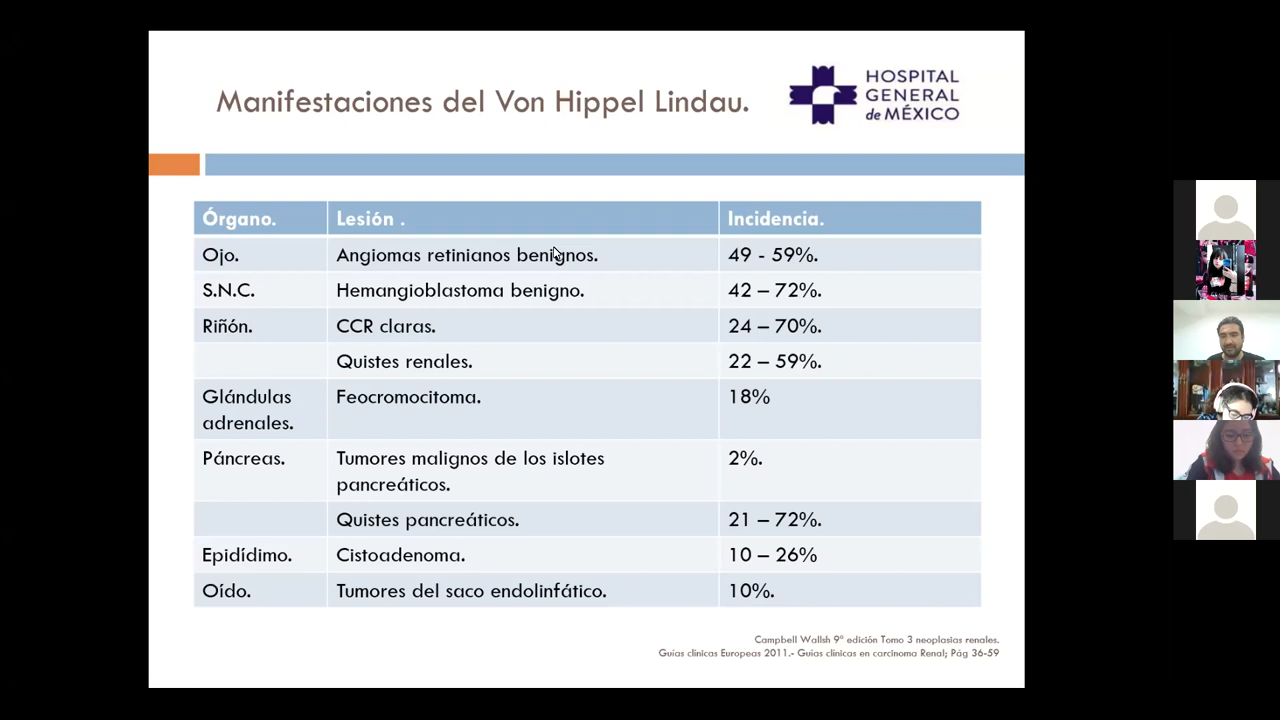 Manifestaciones del Von Hippel Lindau.
HOSPITAL
GENERAL
de MÉXICO
Órgano. Lesión . Incidencia.
Ojo. Angiomas retinianos benignos. 49 - 59%.
S.N.C. Hemangioblastoma benigno. 42 – 72%.
Riñón. CCR claras. 24 – 70%.
Quistes renales. 22 – 59%.
Glándulas Feocromocitoma. 18%
adrenales.
Páncreas. Tumores malignos de los islotes 2%.
pancreáticos.
Quistes pancreáticos. 21 – 72%.
Epidídimo. Cistoadenoma. 10 – 26%
Oído. Tumores del saco endolinfático. 10%.
Campbell Wallsh 9º edición Tomo 3 neoplasias renales.
Guías clinicas Europeas 2011.- Guías clínicas en carcinoma Renal; Pág 36-59